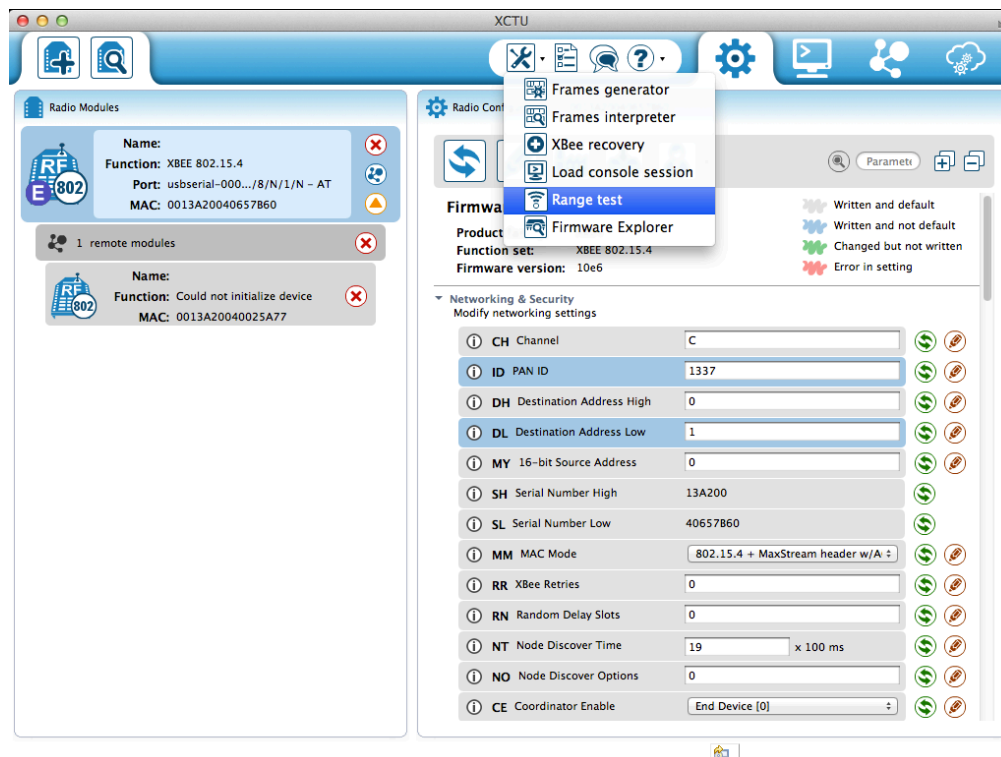 XCTU
Radio Modules
Name:
Function: XBEE 802.15.4
Port: usbserial-000.../8/N/1/N - AT
MAC: 0013A20040657B60
RF
802
E
1 remote modules
Name:
Function: Could not initialize device
MAC: 0013A20040025A77
RF
802
Frames generator
Frames interpreter
XBee recovery
Load console session
Range test
Firmware Explorer
Radio Conf
Paramete
Firmwa
Product
Function set: XBEE 802.15.4
Firmware version: 10e6
Written and default
Written and not default
Changed but not written
Error in setting
Networking & Security
Modify networking settings
CH Channel C
ID PAN ID 1337
DH Destination Address High 0
DL Destination Address Low 1
MY 16-bit Source Address 0
SH Serial Number High 13A200
SL Serial Number Low 40657B60
MM MAC Mode 802.15.4 + MaxStream header w/A
RR XBee Retries 0
RN Random Delay Slots 0
NT Node Discover Time 19 x 100 ms
NO Node Discover Options 0
CE Coordinator Enable End Device [0]